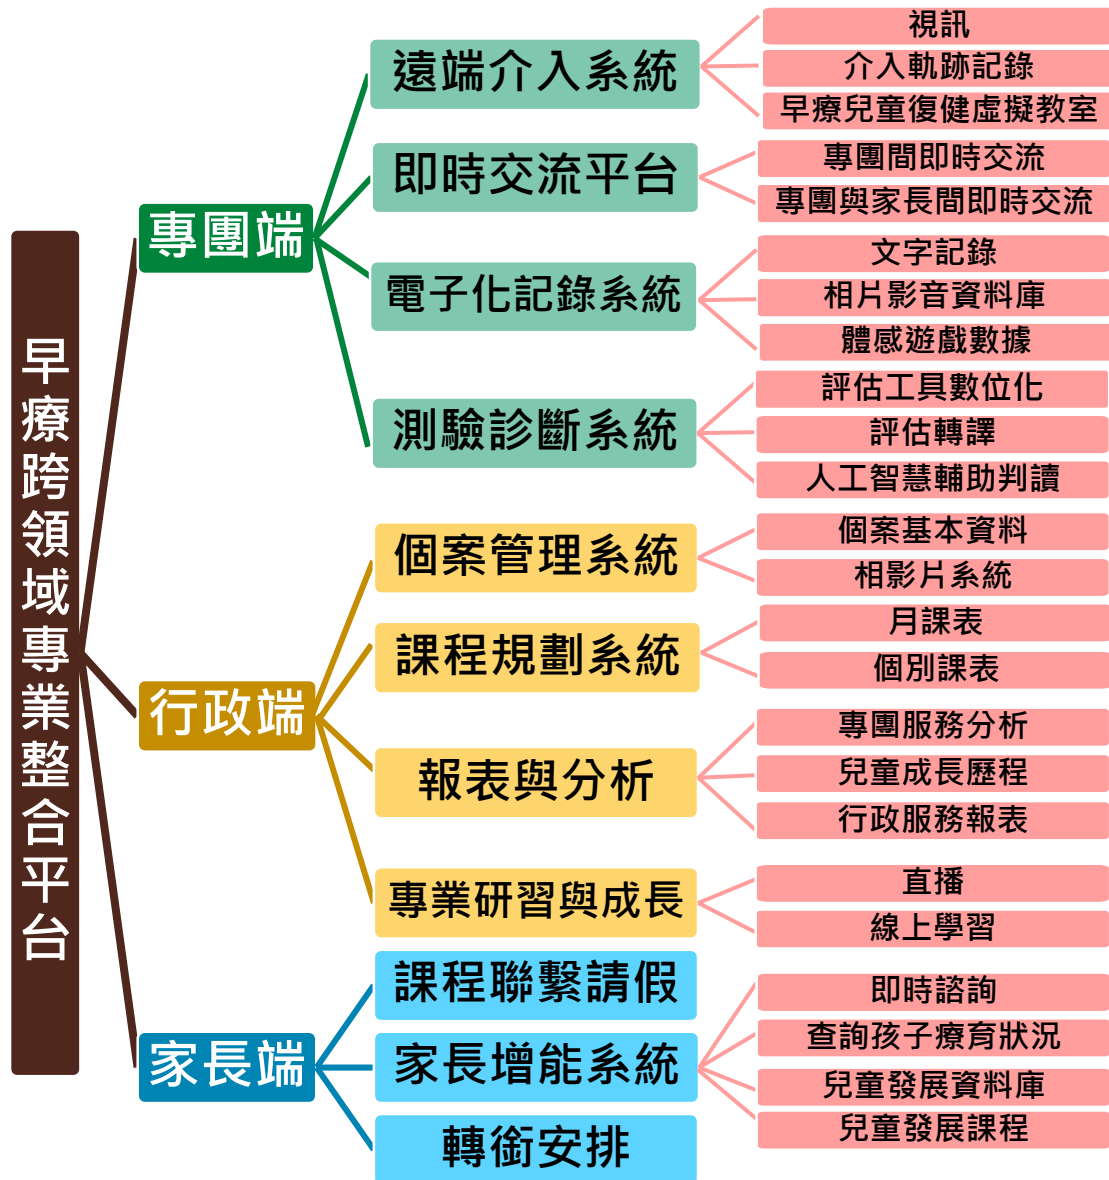 早療跨領域專業整合平台
專團端
遠端介入系統
視訊
介入軌跡記錄
早療兒童復健虛擬教室
即時交流平台
專團間即時交流
專團與家長間即時交流
電子化記錄系統
文字記錄
相片影音資料庫
體感遊戲數據
測驗診斷系統
評估工具數位化
評估轉譯
人工智慧輔助判讀
行政端
個案管理系統
個案基本資料
相影片系統
課程規劃系統
月課表
個別課表
報表與分析
專團服務分析
兒童成長歷程
行政服務報表
專業研習與成長
直播
線上學習
家長端
課程聯繫請假
家長增能系統
即時諮詢
查詢孩子療育狀況
兒童發展資料庫
兒童發展課程
轉銜安排